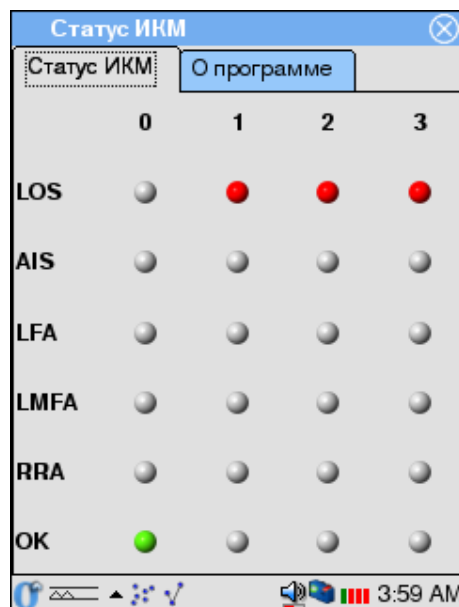 Статус ИКМ
Статус ИКМ О программе
0 1 2 3
LOS
AIS
LFA
LMFA
RRA
OK
3:59 AM